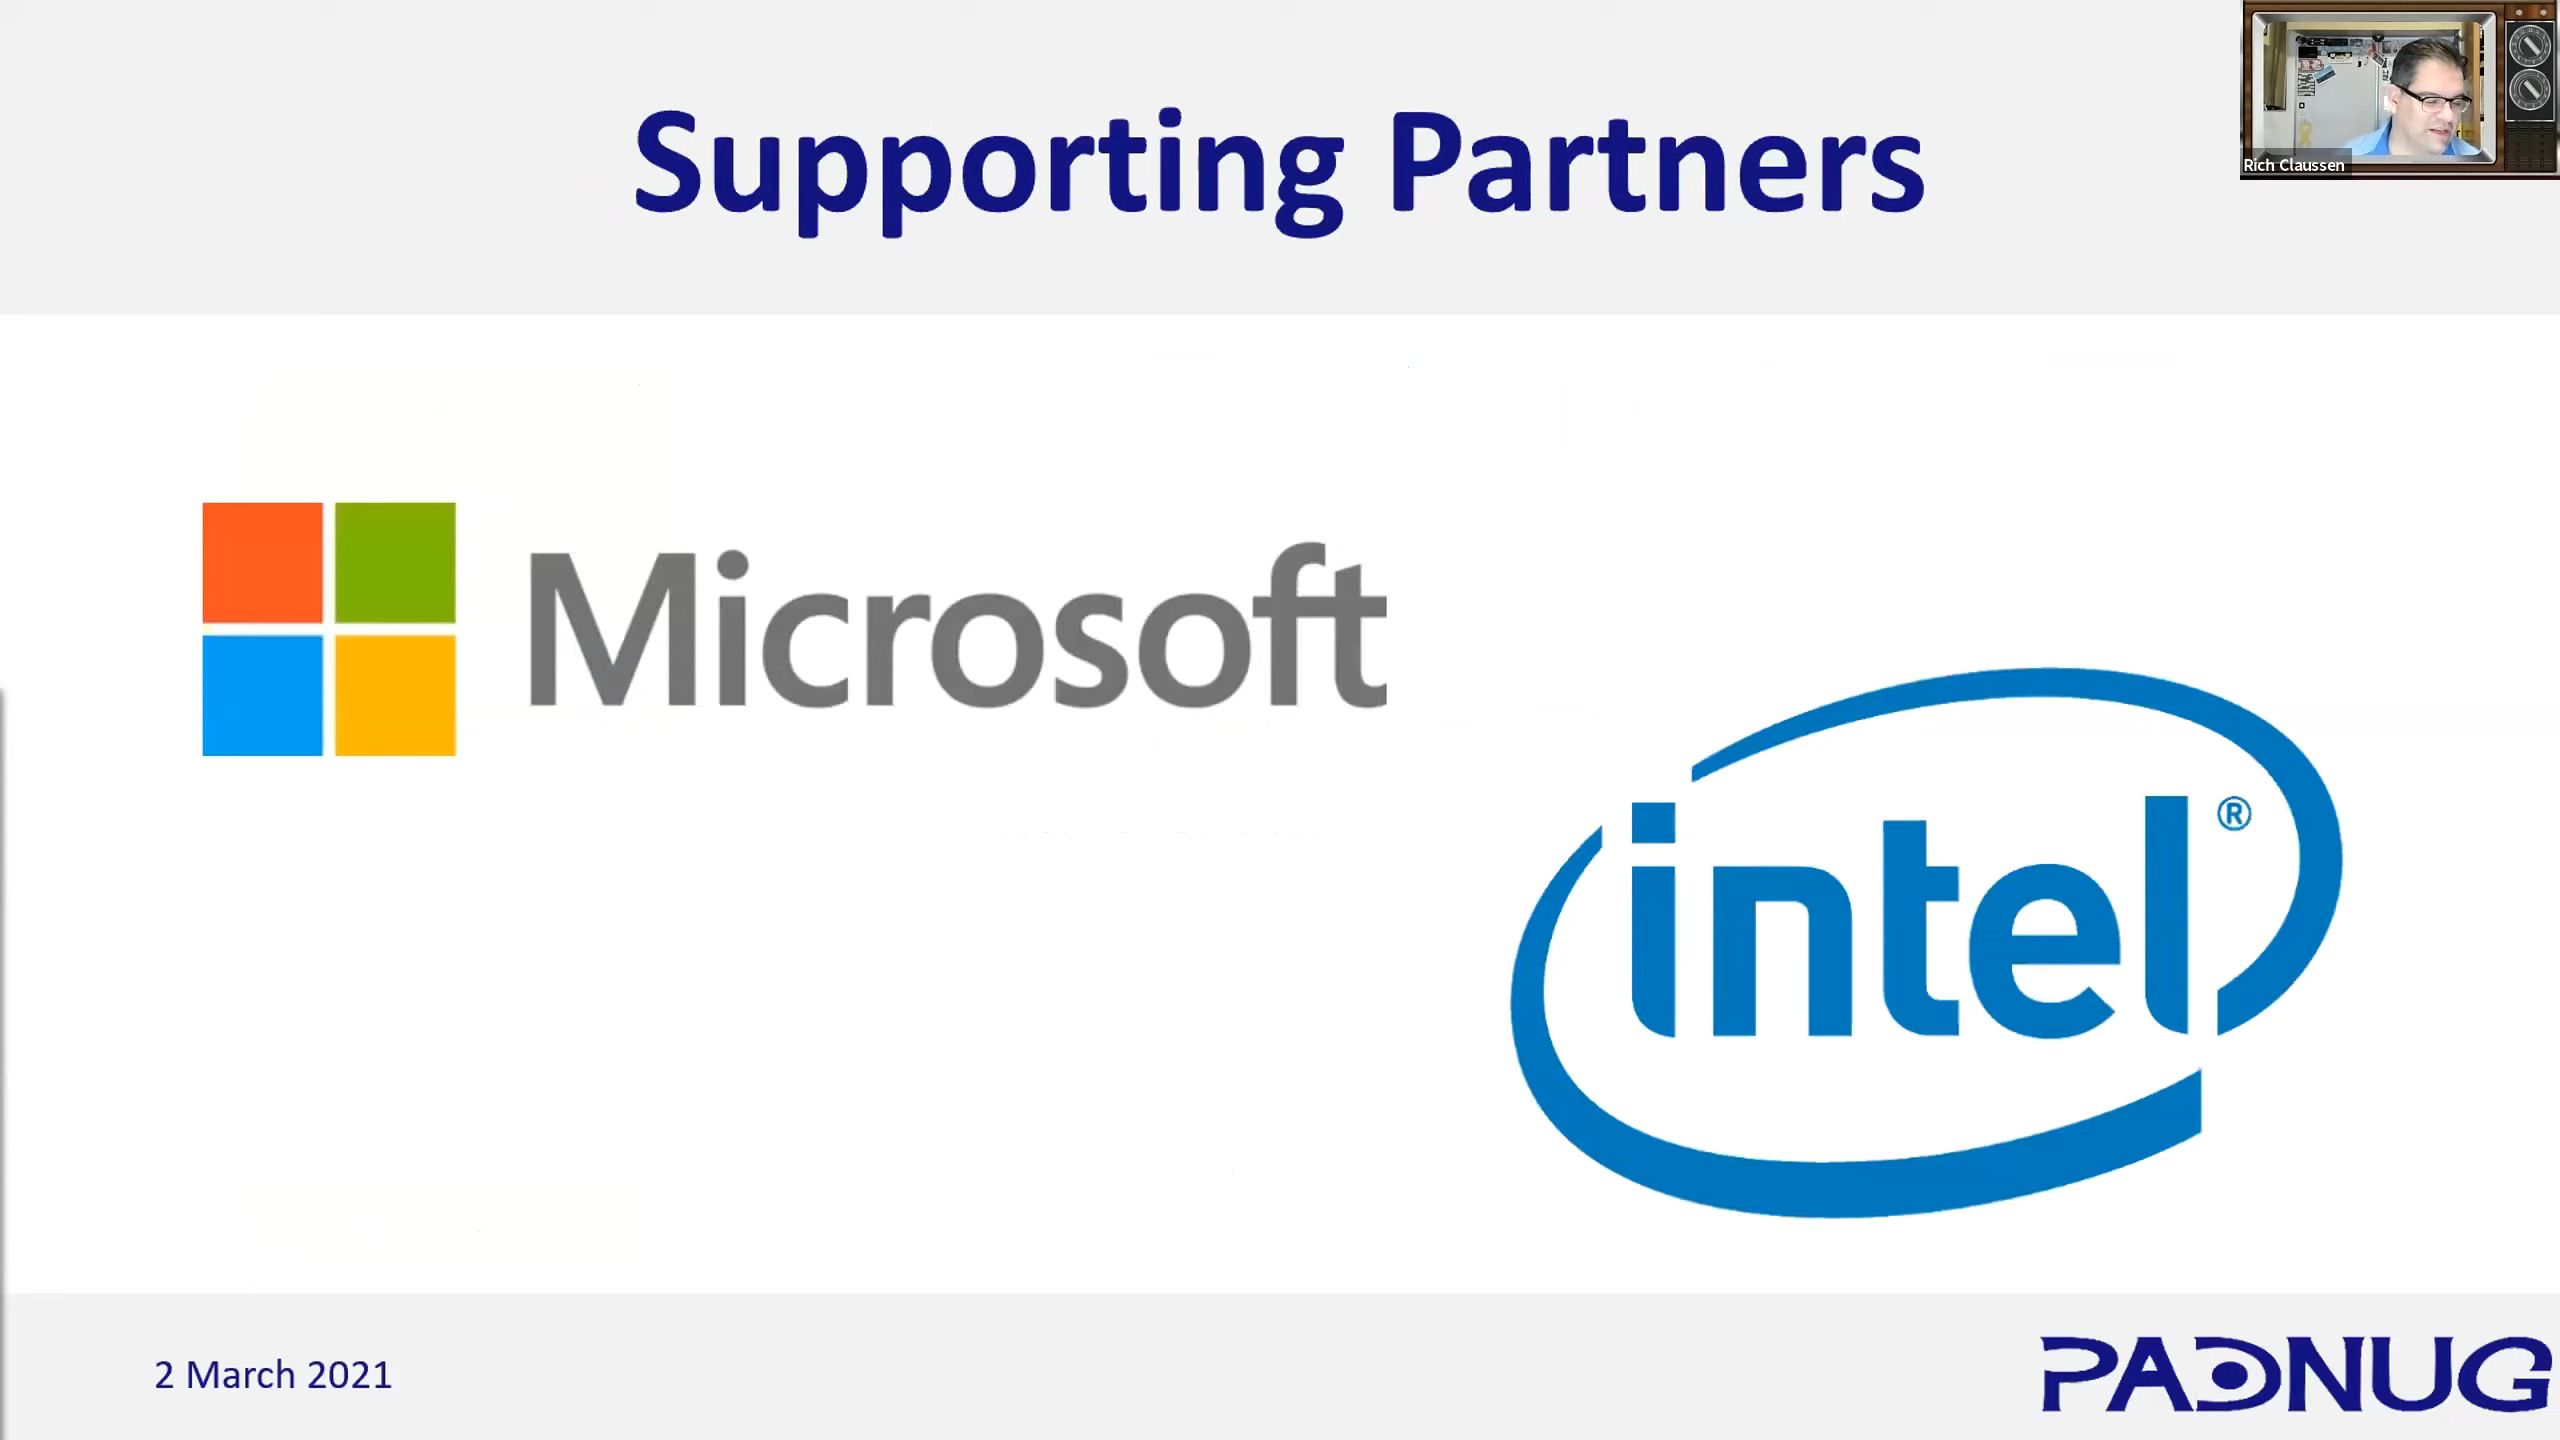 Supporting Partners
Rich Claussen
Microsoft
intel®
2 March 2021
PADNUG